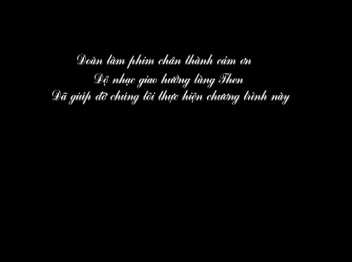 Đoàn làm phim chân thành cảm ơn
Độ nhạc giao hưởng làng Then
Đã giúp đỡ chúng tôi thực hiện chương trình này